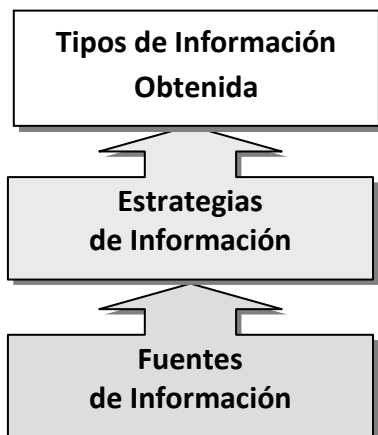 Tipos de Información
Obtenida
Estrategias
de Información
Fuentes
de Información